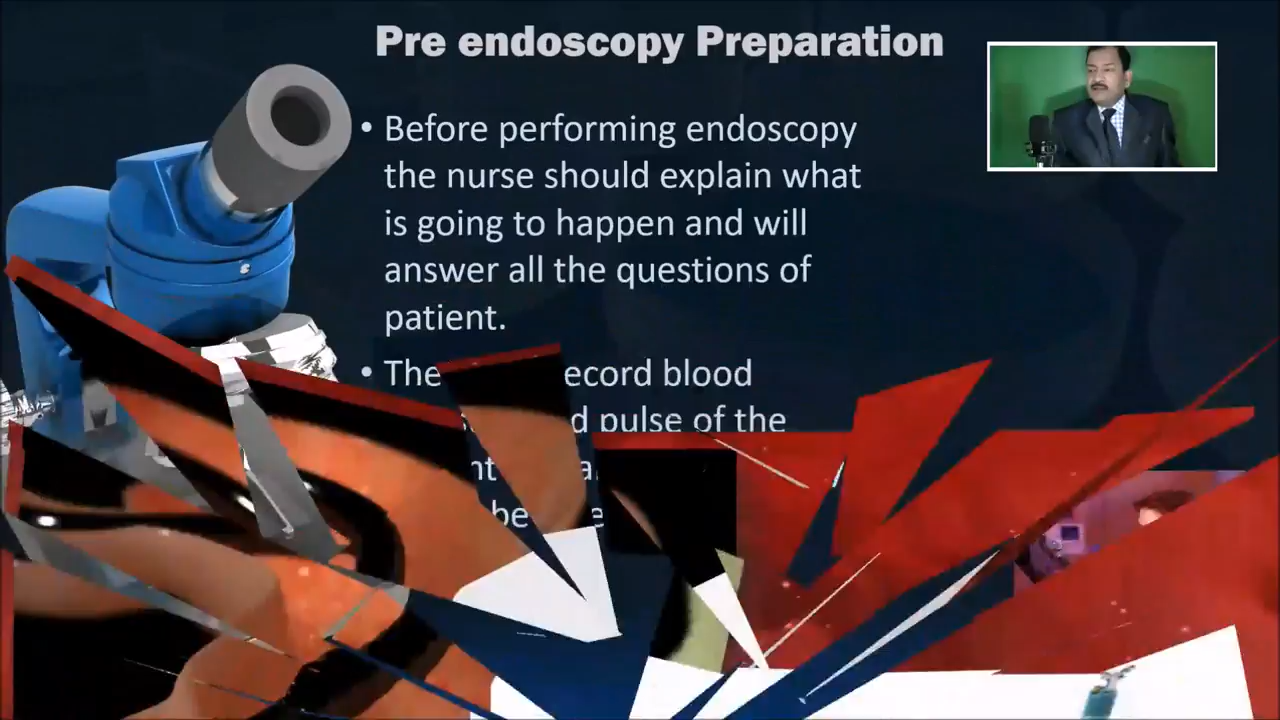 Pre endoscopy Preparation
• Before performing endoscopy
the nurse should explain what
is going to happen and will
answer all the questions of
patient.
• The
blood
pulse of the
be